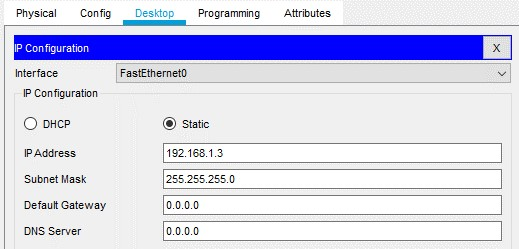 Physical Config Desktop Programming Attributes
IP Configuration X
Interface FastEthernet0
IP Configuration
DHCP Static
IP Address 192.168.1.3
Subnet Mask 255.255.255.0
Default Gateway 0.0.0.0
DNS Server 0.0.0.0